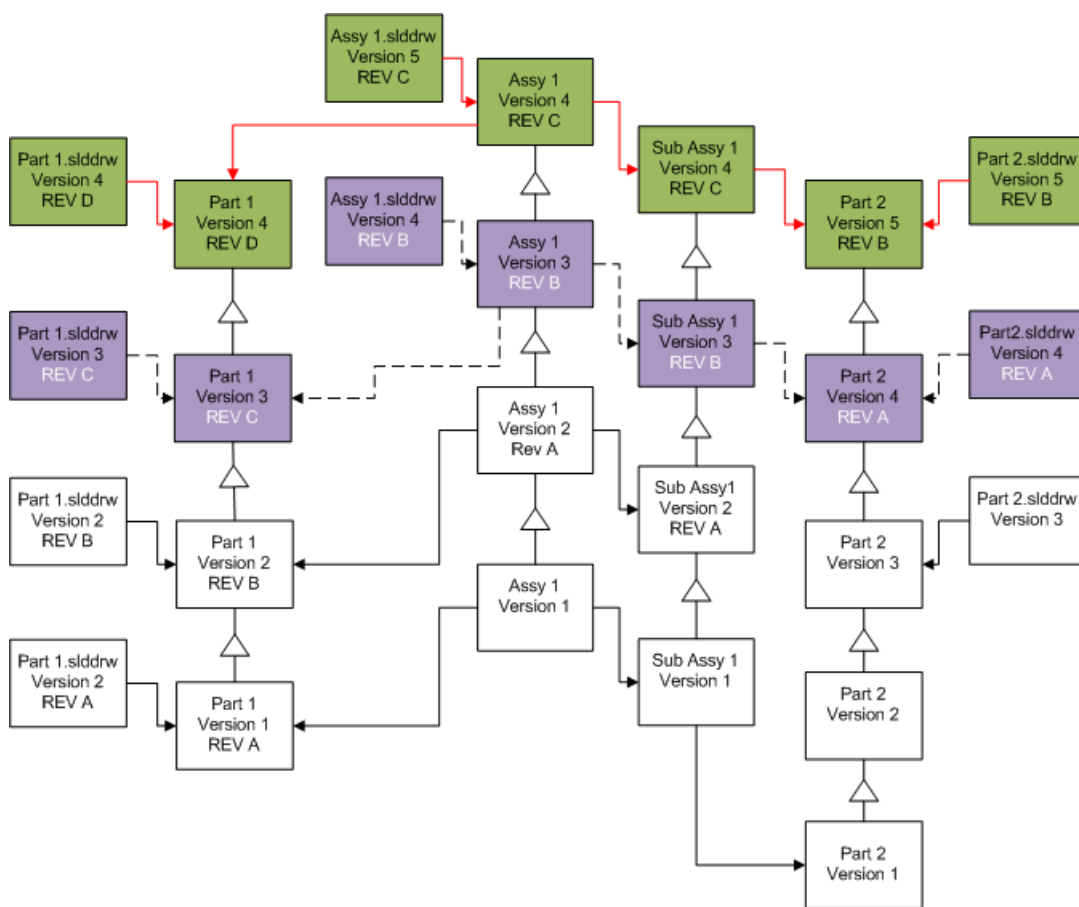 Assy 1.slddrw
Version 5
REV C
Assy 1
Version 4
REV C
Part 1.slddrw
Version 4
REV D
Sub Assy 1
Version 4
REV C
Part 2.slddrw
Version 5
REV B
Part 1
Version 4
REV D
Assy 1.slddrw
Version 4
REV B
Part 2
Version 5
REV B
Assy 1
Version 3
REV B
Part 1.slddrw
Version 3
REV C
Sub Assy 1
Version 3
REV B
Part2.slddrw
Version 4
REV A
Part 1
Version 3
REV C
Part 2
Version 4
REV A
Assy 1
Version 2
Rev A
Part 1.slddrw
Version 2
REV B
Sub Assy1
Version 2
REV A
Part 2.slddrw
Version 3
Part 1
Version 2
REV B
Part 2
Version 3
Assy 1
Version 1
Part 1.slddrw
Version 2
REV A
Sub Assy 1
Version 1
Part 1
Version 1
REV A
Part 2
Version 2
Part 2
Version 1